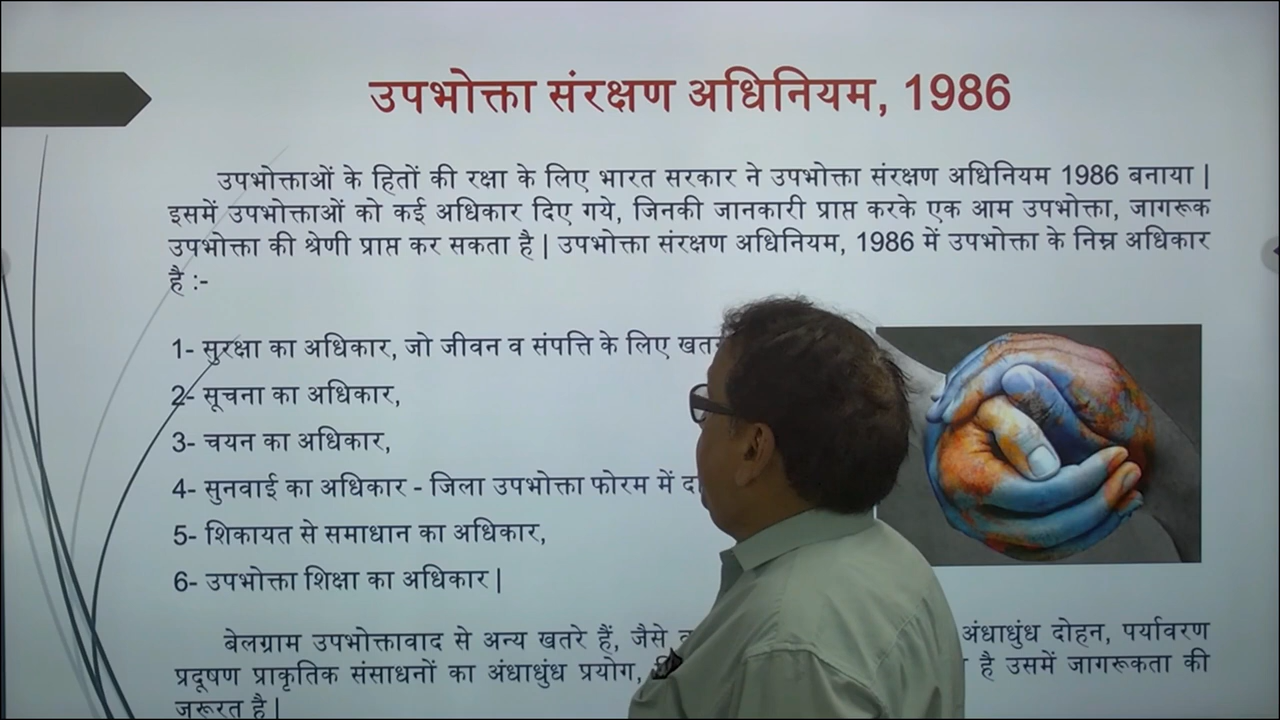 उपभोक्ता संरक्षण अधिनियम, 1986
उपभोक्ताओं के हितों की रक्षा के लिए भारत सरकार ने उपभोक्ता संरक्षण अधिनियम 1986 बनाया |
इसमें उपभोक्ताओं को कई अधिकार दिए गये, जिनकी जानकारी प्राप्त करके एक आम उपभोक्ता, जागरूक
उपभोक्ता की श्रेणी प्राप्त कर सकता है | उपभोक्ता संरक्षण अधिनियम, 1986 में उपभोक्ता के निम्न अधिकार
है :-
1- सुरक्षा का अधिकार, जो जीवन व संपत्ति के लिए
2- सूचना का अधिकार,
3- चयन का अधिकार,
4- सुनवाई का अधिकार - जिला उपभोक्ता फोरम में
5- शिकायत से समाधान का अधिकार,
6- उपभोक्ता शिक्षा का अधिकार |
बेलग्राम उपभोक्तावाद से अन्य खतरे हैं, जैसे अंधाधुंध दोहन, पर्यावरण
प्रदूषण प्राकृतिक संसाधनों का अंधाधुंध प्रयोग, है उसमें जागरूकता की
जरूरत है |